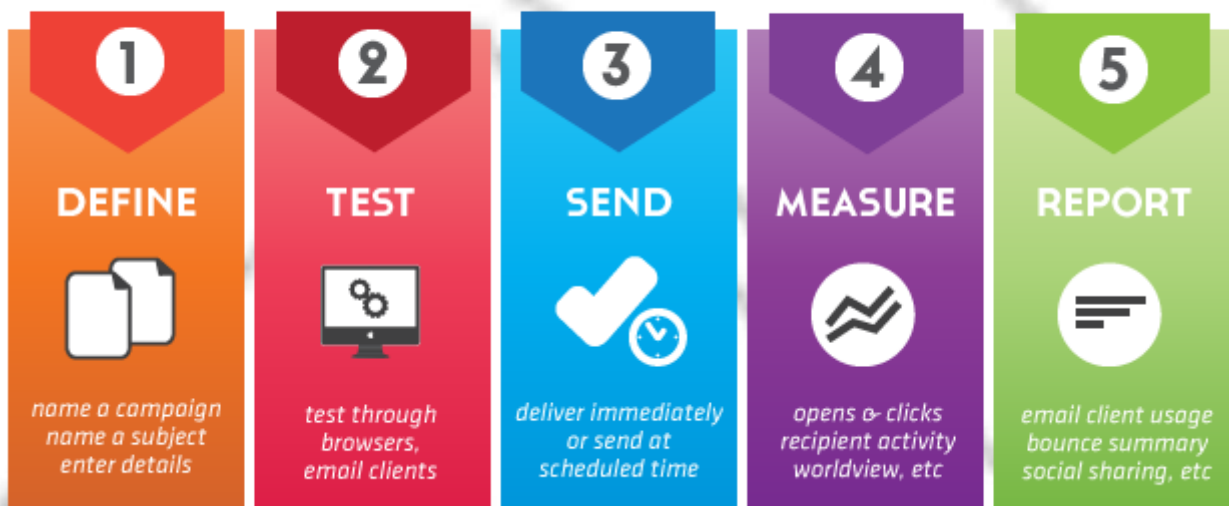 1
DEFINE
name a campaign
name a subject
enter details
2
TEST
test through
browsers,
email clients
3
SEND
deliver immediately
or send at
scheduled time
4
MEASURE
opens & clicks
recipient activity
worldview, etc
5
REPORT
email client usage
bounce summary
social sharing, etc